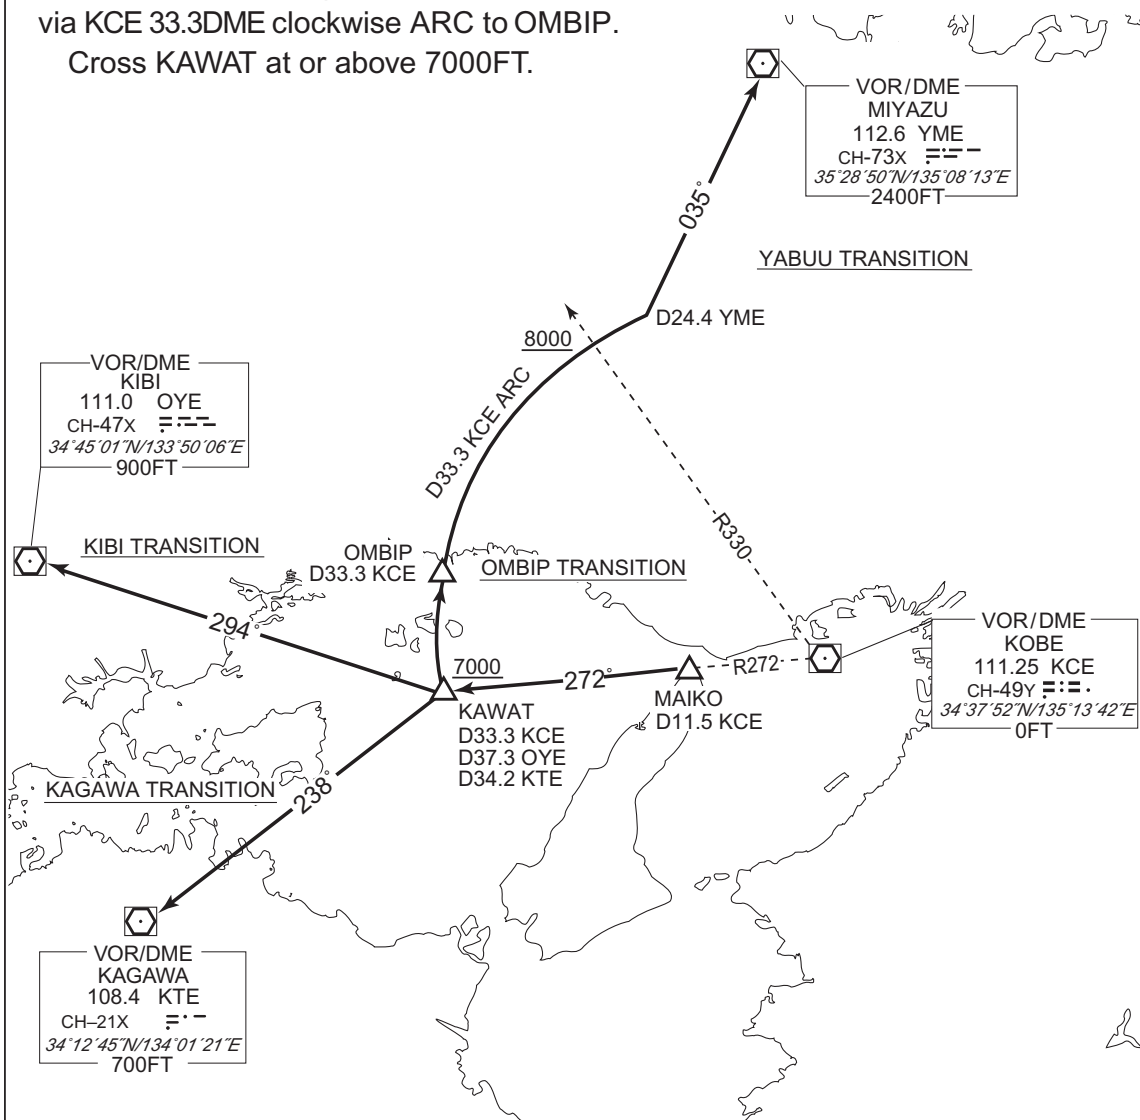 via KCE 33.3DME clockwise ARC to OMBIP.
Cross KAWAT at or above 7000FT.
VOR/DME
MIYAZU
112.6 YME
CH-73X
35°28´50˝N/135°08´13˝E
2400FT
035°
YABUU TRANSITION
D24.4 YME
8000
VOR/DME
KIBI
111.0 OYE
CH-47X
34°45´01˝N/133°50´06˝E
900FT
D33.3 KCE ARC
R330
KIBI TRANSITION
OMBIP
D33.3 KCE
OMBIP TRANSITION
294°
VOR/DME
KOBE
111.25 KCE
CH-49Y
34°37´52˝N/135°13´42˝E
0FT
7000
272°
R272
MAIKO
D11.5 KCE
KAWAT
D33.3 KCE
D37.3 OYE
D34.2 KTE
KAGAWA TRANSITION
238°
VOR/DME
KAGAWA
108.4 KTE
CH–21X
34°12´45˝N/134°01´21˝E
700FT